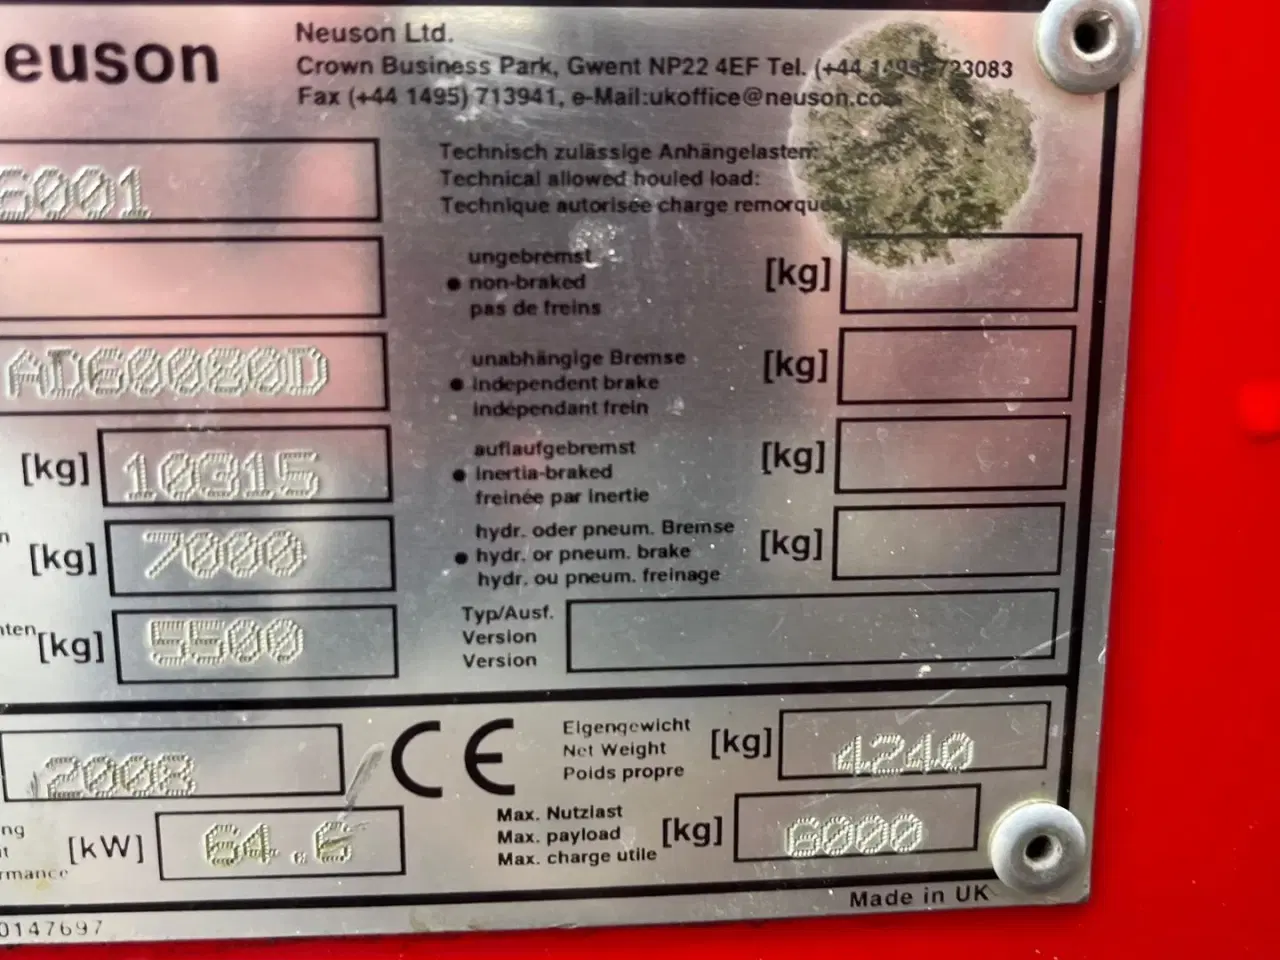 euson
Neuson Ltd.
Crown Business Park, Gwent NP22 4EF Tel. (+44 1495) 723083
Fax (+44 1495) 713941, e-Mail:ukoffice@neuson.co
6001
AD60080D
[kg] 10315
[kg] 7000
[kg] 5500
Technisch zulässige Anhängelasten:
Technical allowed houled load:
Technique autorisée charge remorque
ungebremst
● non-braked [kg]
pas de freins
unabhängige Bremse
● independent brake [kg]
indépendant frein
auflaufgebremst
● Inertia-braked [kg]
freinée par inertie
hydr. oder pneum. Bremse
● hydr. or pneum. brake [kg]
hydr. ou pneum. freinage
Typ/Ausf.
Version
Version
2008
CE
Eigengewicht
Net Weight [kg] 4240
Poids propre
[kW] 64.6
Max. Nutzlast
Max. payload [kg] 6000
Max. charge utile
Made in UK
0147697